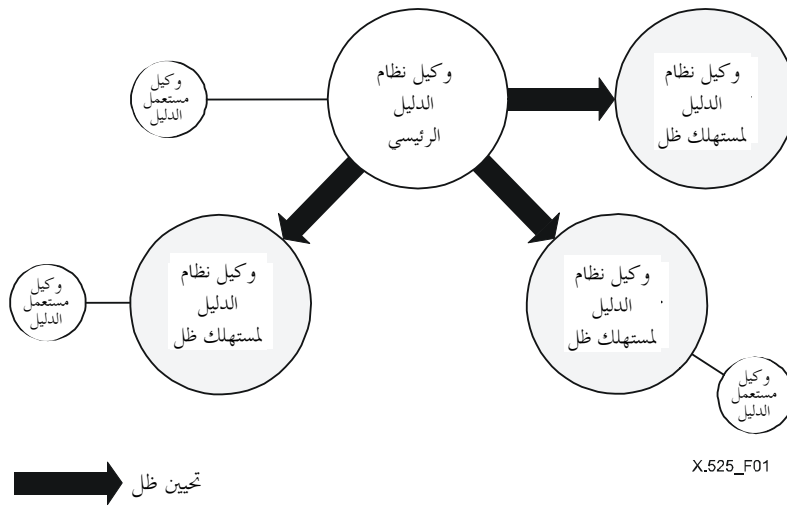 وكيل نظام
الدليل
الرئيسي
وكيل نظام
الدليل
لمستهلك ظل
وكيل
مستعمل
الدليل
وكيل نظام
الدليل
لمستهلك ظل
وكيل نظام
الدليل
لمستهلك ظل
وكيل
مستعمل
الدليل
وكيل
مستعمل
الدليل
X.525_F01
تحيين ظل